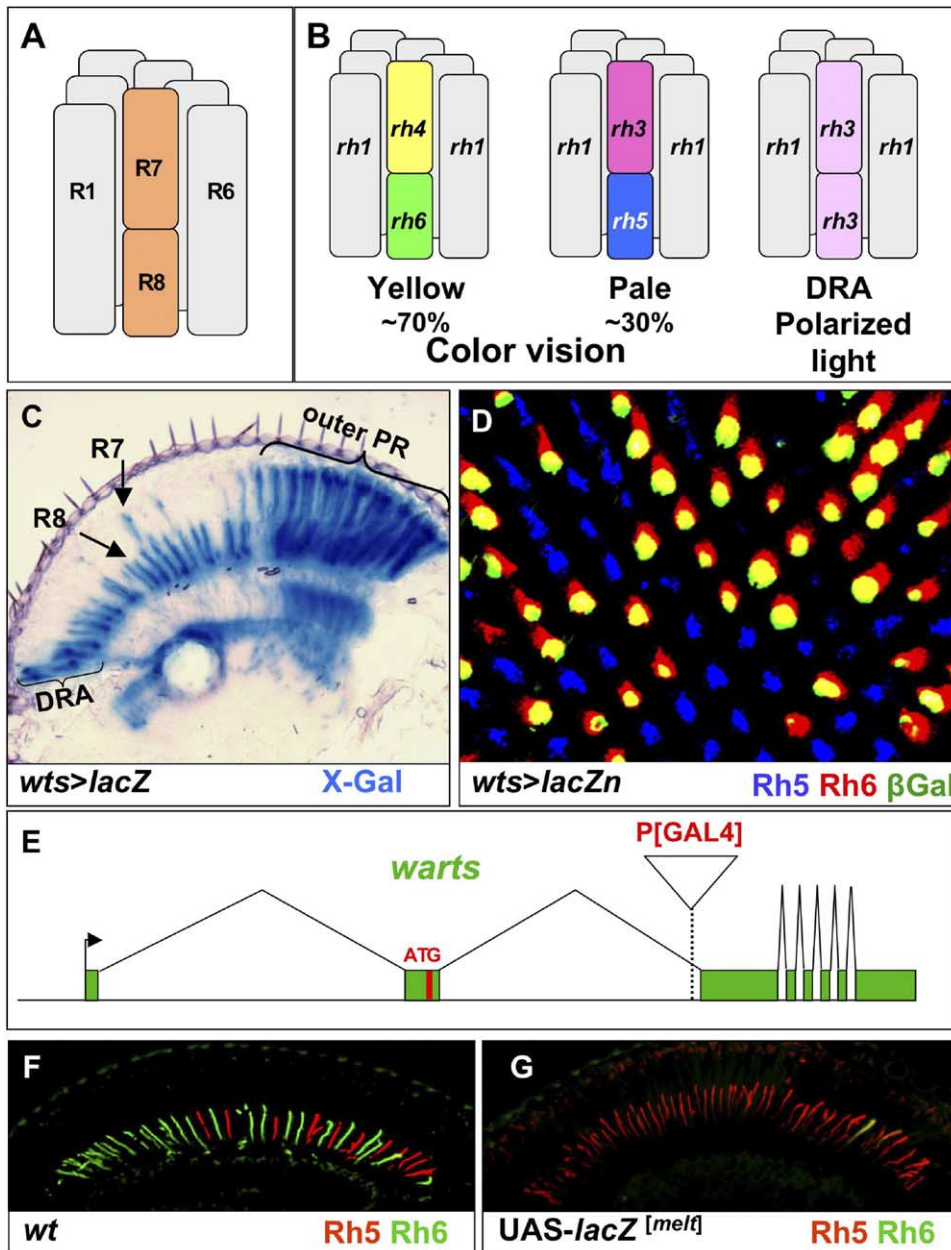 A
R1
R7
R6
R8
B
rh1
rh4
rh1
rh6
Yellow
~70%
rh1
rh3
rh1
rh5
Pale
~30%
Color vision
rh1
rh3
rh1
rh3
DRA
Polarized
light
C
outer PR
R7
R8
DRA
wts>lacZ X-Gal
D
wts>lacZn Rh5 Rh6 βGal
E
P[GAL4]
warts
ATG
F
wt Rh5 Rh6
G
UAS-lacZ [melt] Rh5 Rh6